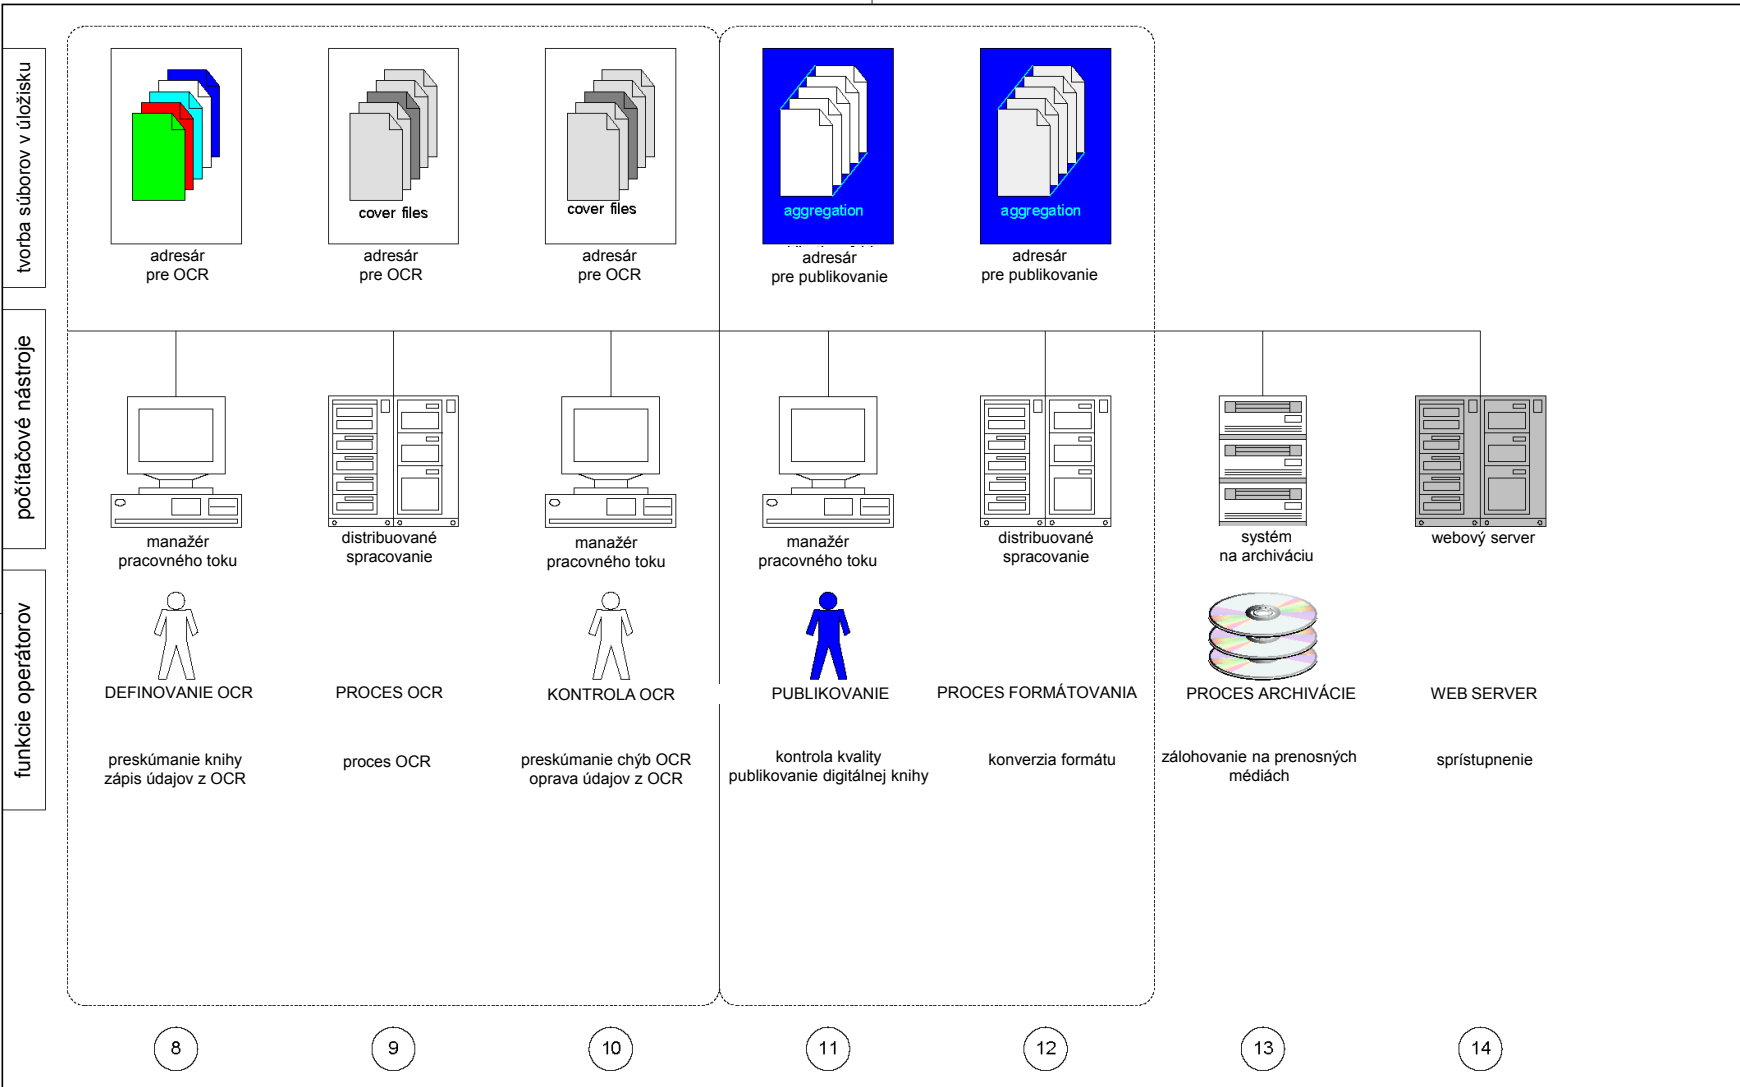 tvorba súborov v úložisku
cover files
cover files
aggregation
aggregation
adresár
pre OCR
adresár
pre OCR
adresár
pre OCR
adresár
pre publikovanie
adresár
pre publikovanie
počítačové nástroje
manažér
pracovného toku
distribuované
spracovanie
manažér
pracovného toku
manažér
pracovného toku
distribuované
spracovanie
systém
na archiváciu
webový server
funkcie operátorov
DEFINOVANIE OCR
PROCES OCR
KONTROLA OCR
PUBLIKOVANIE
PROCES FORMÁTOVANIA
PROCES ARCHIVÁCIE
WEB SERVER
preskúmanie knihy
zápis údajov z OCR
proces OCR
preskúmanie chýb OCR
oprava údajov z OCR
kontrola kvality
publikovanie digitálnej knihy
konverzia formátu
zálohovanie na prenosných
médiách
sprístupnenie
8
9
10
11
12
13
14